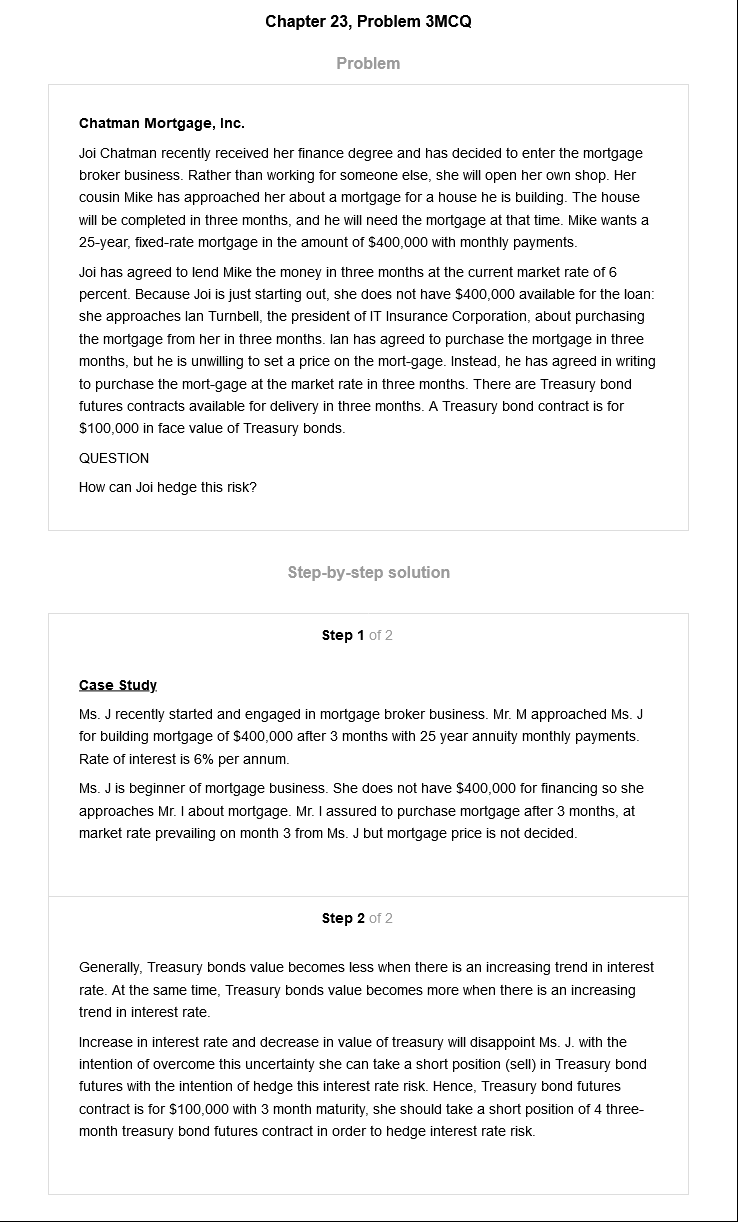 Chapter 23, Problem 3MCQ
Problem
Chatman Mortgage, Inc.
Joi Chatman recently received her finance degree and has decided to enter the mortgage
broker business. Rather than working for someone else, she will open her own shop. Her
cousin Mike has approached her about a mortgage for a house he is building. The house
will be completed in three months, and he will need the mortgage at that time. Mike wants a
25-year, fixed-rate mortgage in the amount of $400,000 with monthly payments.
Joi has agreed to lend Mike the money in three months at the current market rate of 6
percent. Because Joi is just starting out, she does not have $400,000 available for the loan:
she approaches Ian Turnbell, the president of IT Insurance Corporation, about purchasing
the mortgage from her in three months. Ian has agreed to purchase the mortgage in three
months, but he is unwilling to set a price on the mort-gage. Instead, he has agreed in writing
to purchase the mort-gage at the market rate in three months. There are Treasury bond
futures contracts available for delivery in three months. A Treasury bond contract is for
$100,000 in face value of Treasury bonds.
QUESTION
How can Joi hedge this risk?
Step-by-step solution
Step 1 of 2
Case Study
Ms. J recently started and engaged in mortgage broker business. Mr. M approached Ms. J
for building mortgage of $400,000 after 3 months with 25 year annuity monthly payments.
Rate of interest is 6% per annum.
Ms. J is beginner of mortgage business. She does not have $400,000 for financing so she
approaches Mr. I about mortgage. Mr. I assured to purchase mortgage after 3 months, at
market rate prevailing on month 3 from Ms. J but mortgage price is not decided.
Step 2 of 2
Generally, Treasury bonds value becomes less when there is an increasing trend in interest
rate. At the same time, Treasury bonds value becomes more when there is an increasing
trend in interest rate.
Increase in interest rate and decrease in value of treasury will disappoint Ms. J. with the
intention of overcome this uncertainty she can take a short position (sell) in Treasury bond
futures with the intention of hedge this interest rate risk. Hence, Treasury bond futures
contract is for $100,000 with 3 month maturity, she should take a short position of 4 three-
month treasury bond futures contract in order to hedge interest rate risk.